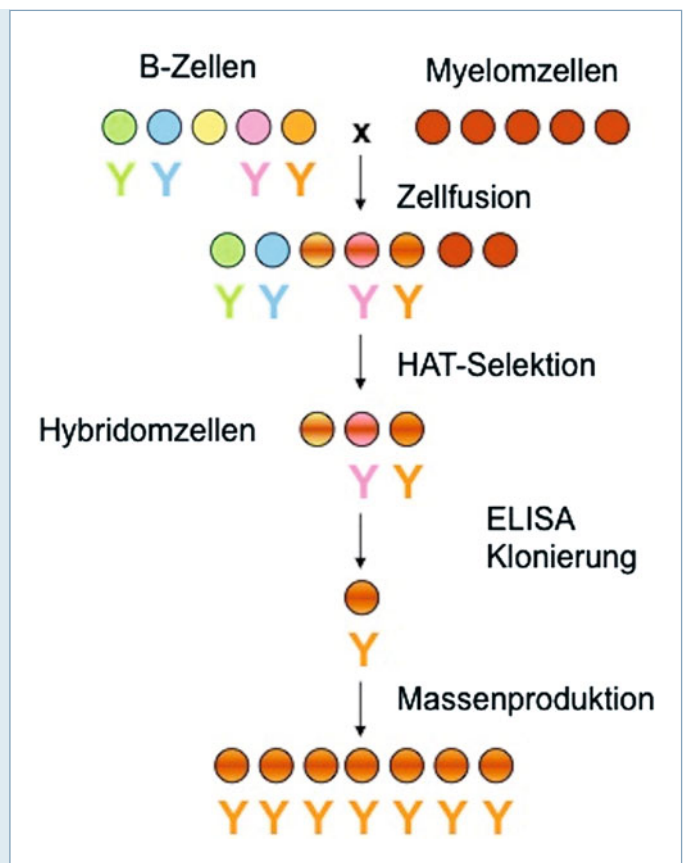 B-Zellen
Myelomzellen
x
Zellfusion
HAT-Selektion
Hybridomzellen
ELISA
Klonierung
Massenproduktion